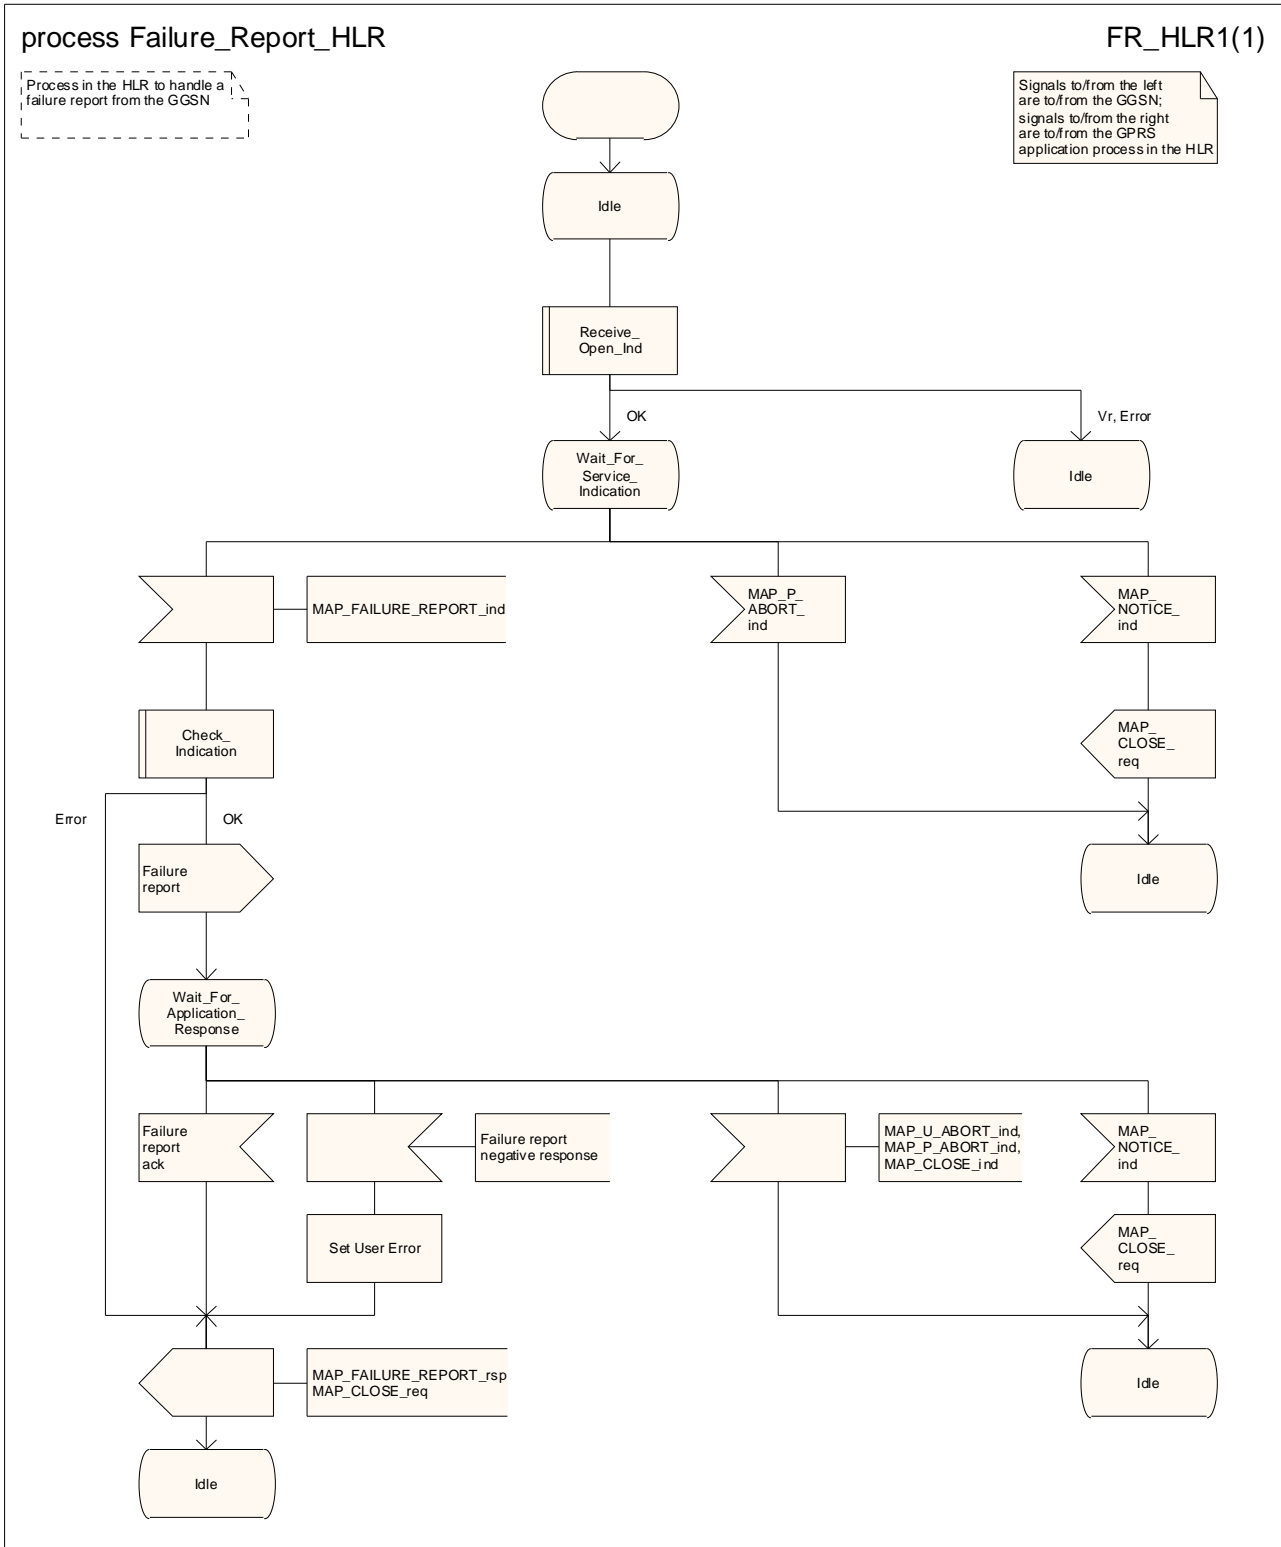 process Failure_Report_HLR
FR_HLR1(1)
Process in the HLR to handle a
failure report from the GGSN
Signals to/from the left
are to/from the GGSN;
signals to/from the right
are to/from the GPRS
application process in the HLR
Idle
Receive_
Open_Ind
OK
Vr, Error
Wait_For_
Service_
Indication
Idle
MAP_FAILURE_REPORT_ind
MAP_P_
ABORT_
ind
MAP_
NOTICE_
ind
Check_
Indication
MAP_
CLOSE_
req
Error
OK
Failure
report
Idle
Wait_For_
Application_
Response
Failure
report
ack
Failure report
negative response
MAP_U_ABORT_ind,
MAP_P_ABORT_ind,
MAP_CLOSE_ind
MAP_
NOTICE_
ind
Set User Error
MAP_
CLOSE_
req
MAP_FAILURE_REPORT_rsp
MAP_CLOSE_req
Idle
Idle